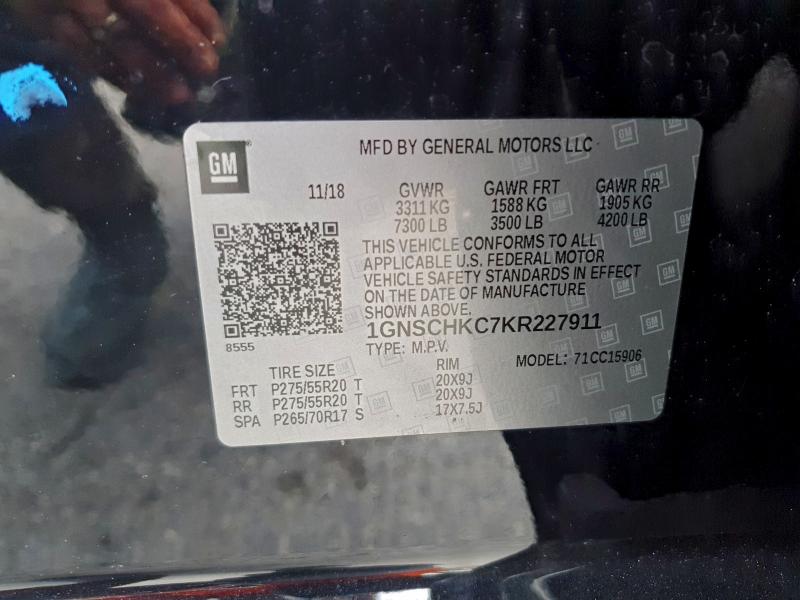 GM
MFD BY GENERAL MOTORS LLC
11/18 GVWR GAWR FRT GAWR RR
3311 KG 1588 KG 1905 KG
7300 LB 3500 LB 4200 LB
THIS VEHICLE CONFORMS TO ALL
APPLICABLE U.S. FEDERAL MOTOR
VEHICLE SAFETY STANDARDS IN EFFECT
ON THE DATE OF MANUFACTURE
SHOWN ABOVE.
1GNSCHKC7KR227911
8555
TYPE: M.P.V. MODEL: 71CC15906
TIRE SIZE RIM
FRT P275/55R20 T 20X9J
RR P275/55R20 T 20X9J
SPA P265/70R17 S 17X7.5J